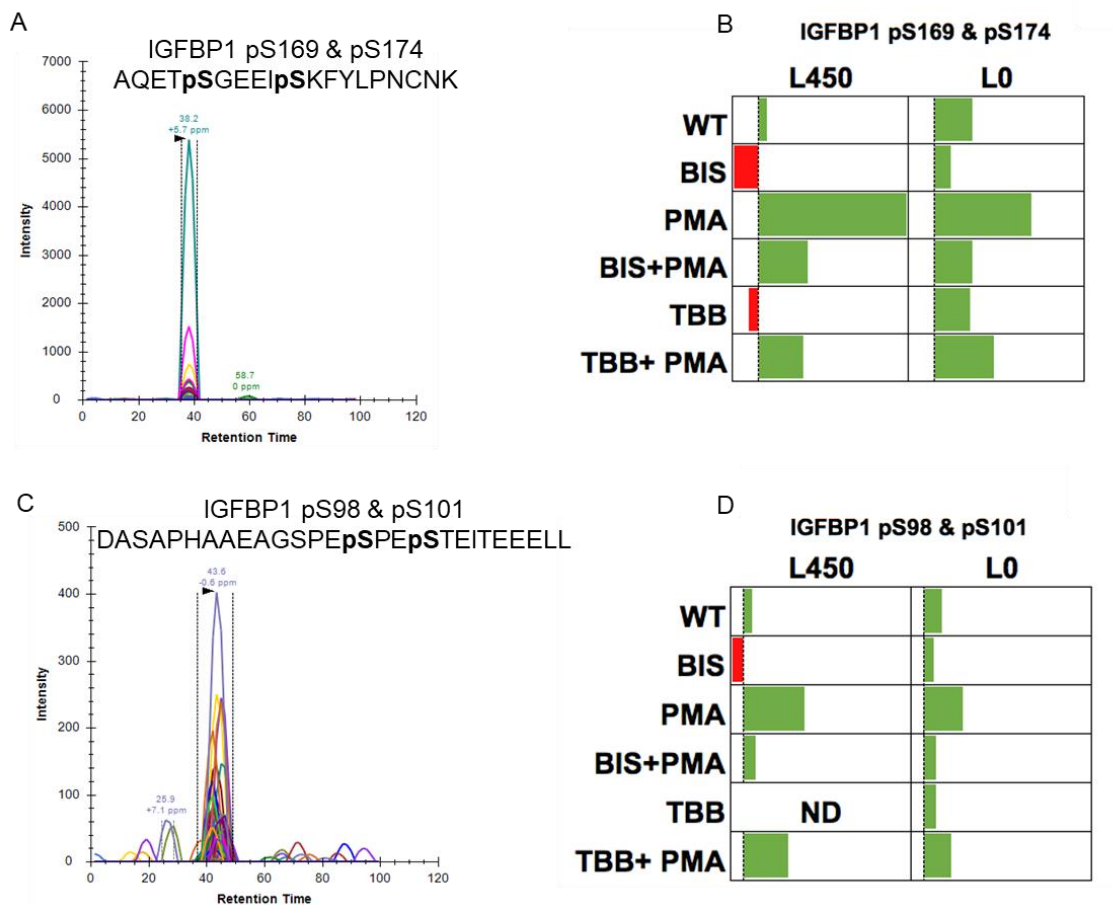 A
IGFBP1 pS169 & pS174
AQETpSGEEIpSKFYLPNCNK
7000
6000
5000
4000
3000
2000
1000
0
Intensity
38.2
+5.7 ppm
58.7
0 ppm
0 20 40 60 80 100 120
Retention Time
B
IGFBP1 pS169 & pS174
L450 L0
WT
BIS
PMA
BIS+PMA
TBB
TBB+ PMA
C
IGFBP1 pS98 & pS101
DASAPHAAEAGSPEpSPEpSTEITEEELL
500
400
300
200
100
0
Intensity
43.6
-0.6 ppm
25.9
+7.1 ppm
0 20 40 60 80 100 120
Retention Time
D
IGFBP1 pS98 & pS101
L450 L0
WT
BIS
PMA
BIS+PMA
TBB ND
TBB+ PMA